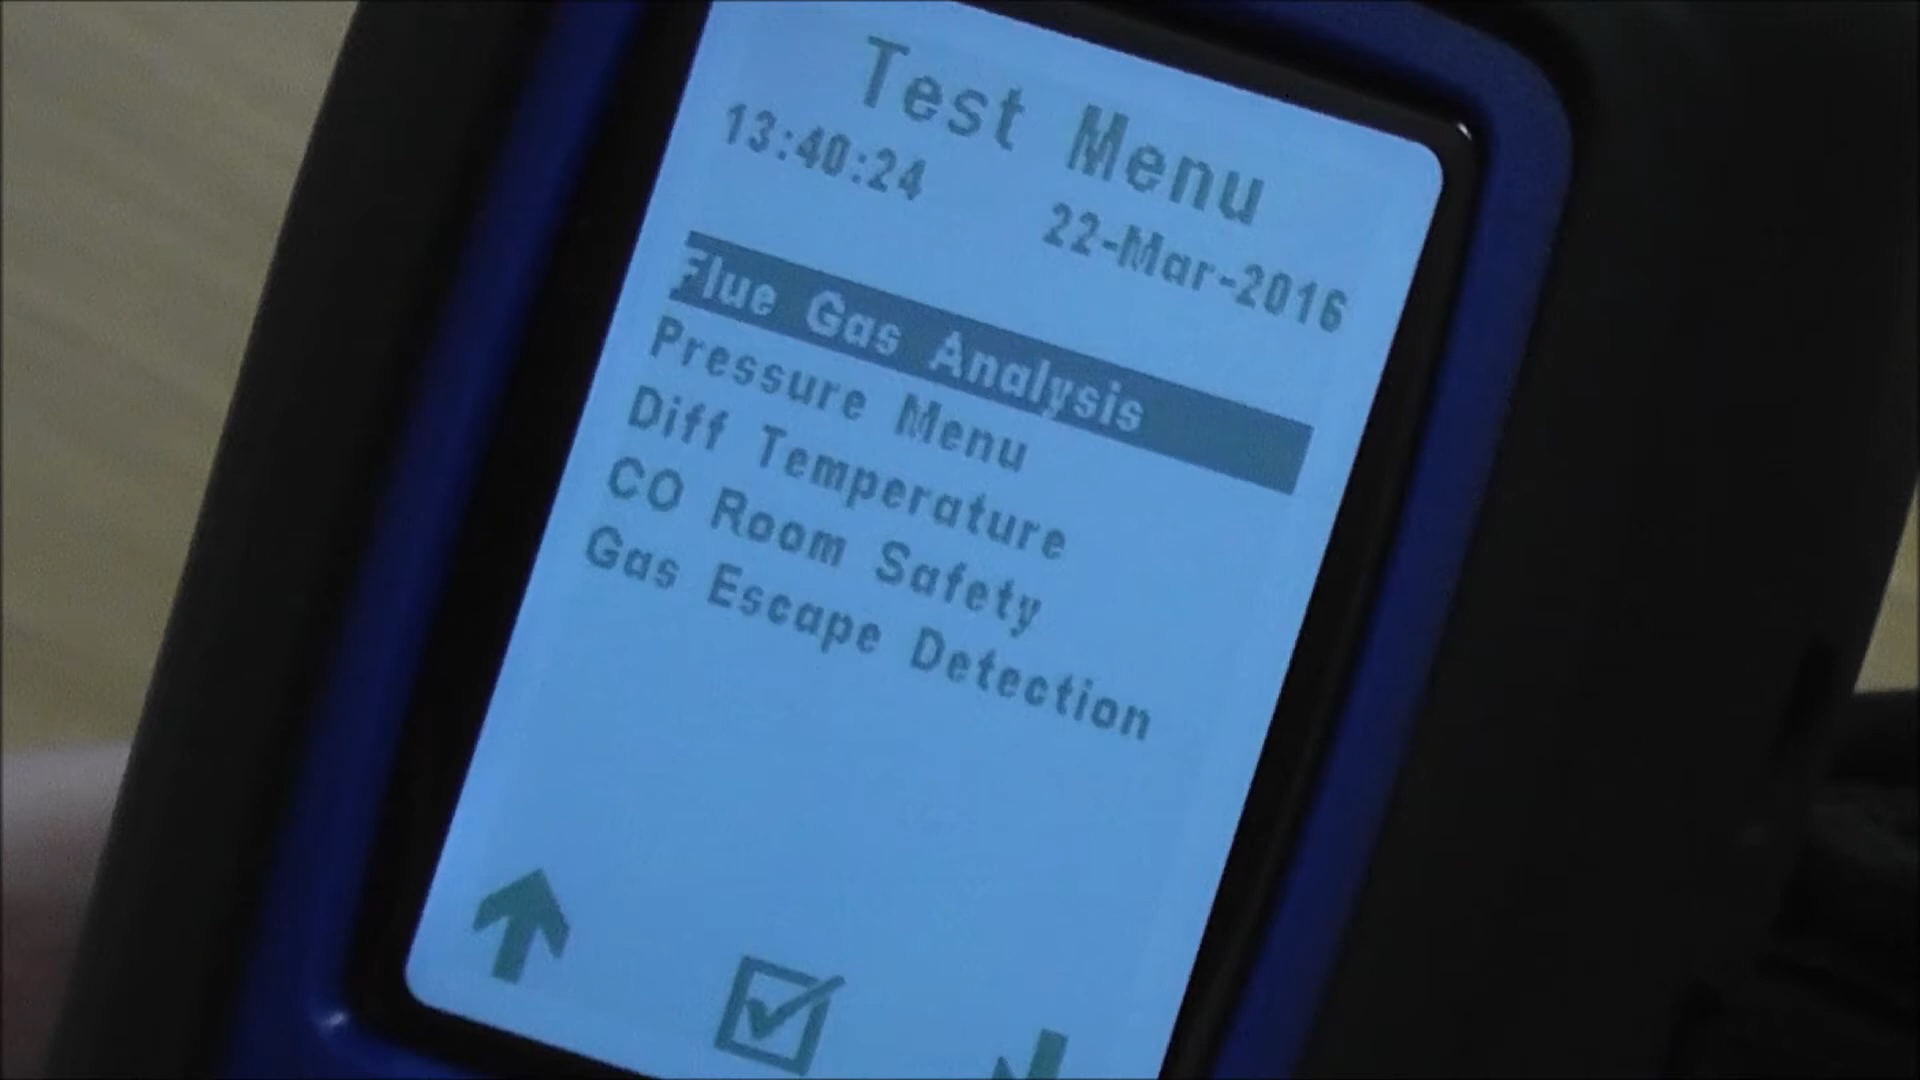 Test Menu
13:40:24
22-Mar-2016
Flue Gas Analysis
Pressure Menu
Diff Temperature
CO Room Safety
Gas Escape Detection